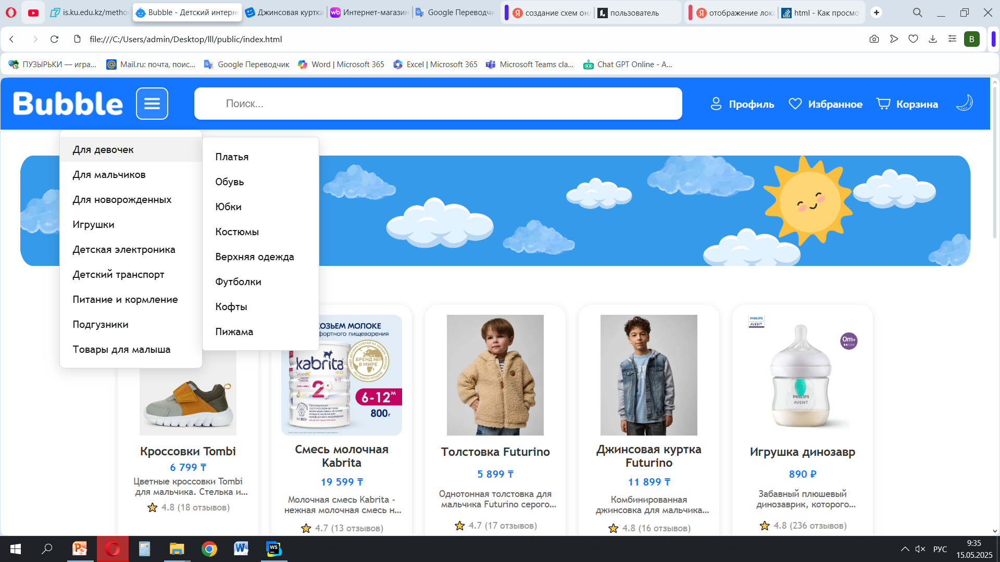 is.ku.edu.kz/metho
Bubble - Детский интерне
Джинсовая куртка
Интернет-магазин
Google Переводчи
создание схем онл
пользователь
отображение лока
html - Как просмо
file:///C:/Users/admin/Desktop/lll/public/index.html
B
ПУЗЫРЬКИ — игра...
Mail.ru: почта, поис...
Google Переводчик
Word | Microsoft 365
Excel | Microsoft 365
Microsoft Teams cla...
Chat GPT Online - A...
Bubble
Поиск...
Профиль
Избранное
Корзина
Для девочек
Для мальчиков
Для новорожденных
Игрушки
Детская электроника
Детский транспорт
Питание и кормление
Подгузники
Товары для малыша
Платья
Обувь
Юбки
Костюмы
Верхняя одежда
Футболки
Кофты
Пижама
КОЗЬЕМ МОЛОКЕ
фортного пищеварения
kabrita
GOLD
БРЕНД №1
В МИРЕ
DHA+ARA
2
6-12м
800г
PHILIPS
AVENT
0m+
PHILIPS
AVENT
Кроссовки Tombi
6 799 ₸
Цветные кроссовки Tombi
для мальчика. Стелька и...
4.8 (18 отзывов)
Смесь молочная
Kabrita
19 599 ₸
Молочная смесь Kabrita -
нежная молочная смесь н...
4.7 (13 отзывов)
Толстовка Futurino
5 899 ₸
Однотонная толстовка для
мальчика Futurino серого...
4.7 (17 отзывов)
Джинсовая куртка
Futurino
11 899 ₸
Комбинированная
джинсовка для мальчика...
4.8 (16 отзывов)
Игрушка динозавр
890 ₽
Забавный плюшевый
динозаврик, которого...
4.8 (236 отзывов)
РУС
9:35
15.05.2025